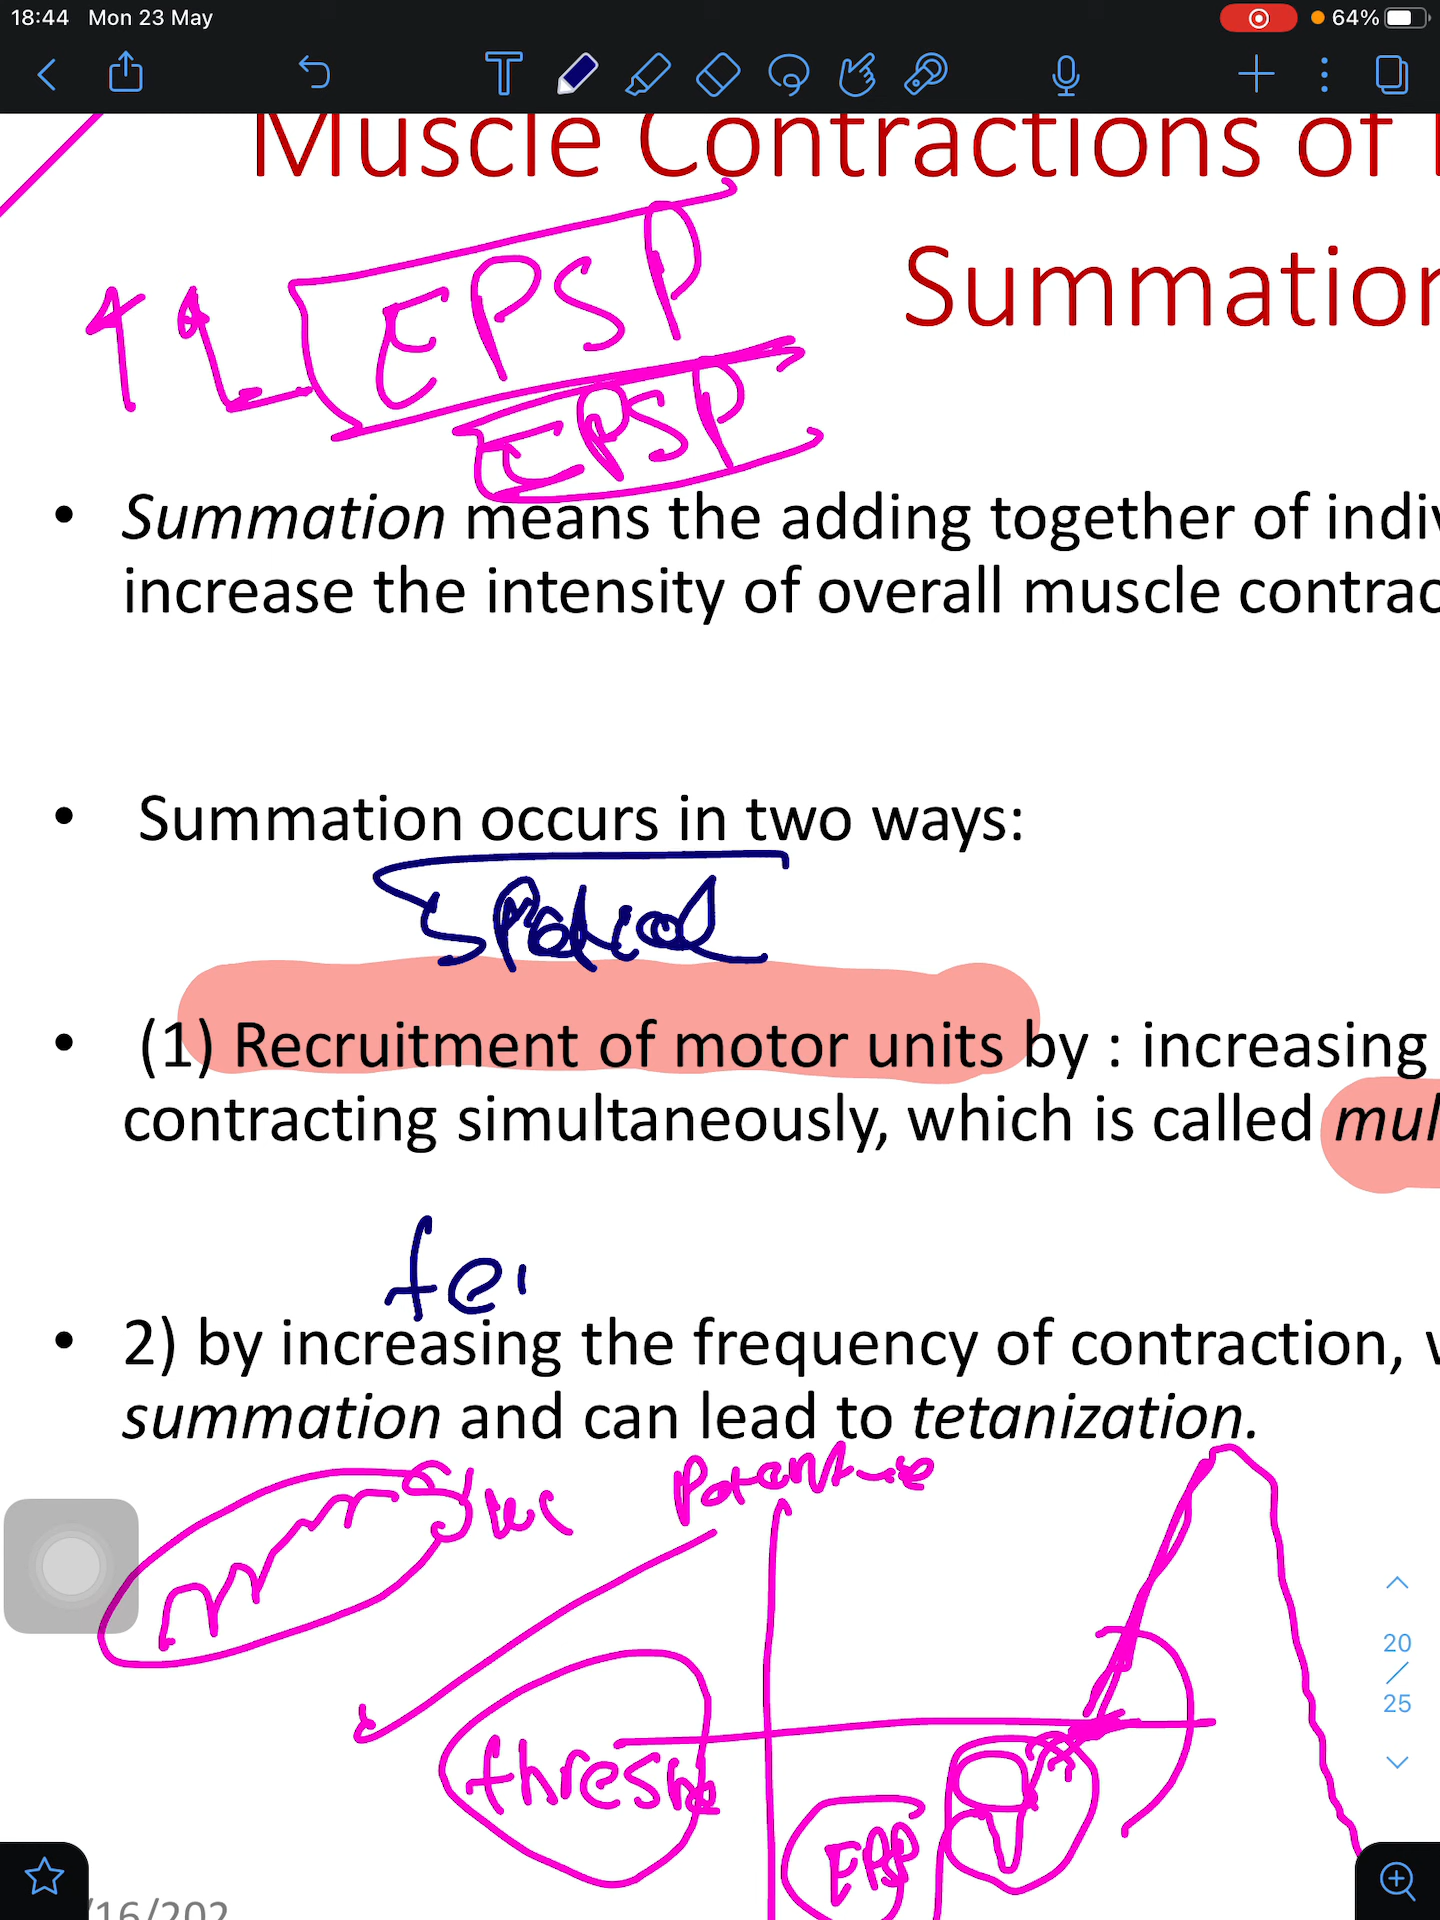 18:44 Mon 23 May 64%
Muscle Contractions of
Summation
EPSP
EPSP
• Summation means the adding together of indiv
increase the intensity of overall muscle contrac
• Summation occurs in two ways:
Spatial
• (1) Recruitment of motor units by : increasing
contracting simultaneously, which is called mul
• 2) by increasing the frequency of contraction, w
summation and can lead to tetanization.
20
/
25
/16/202